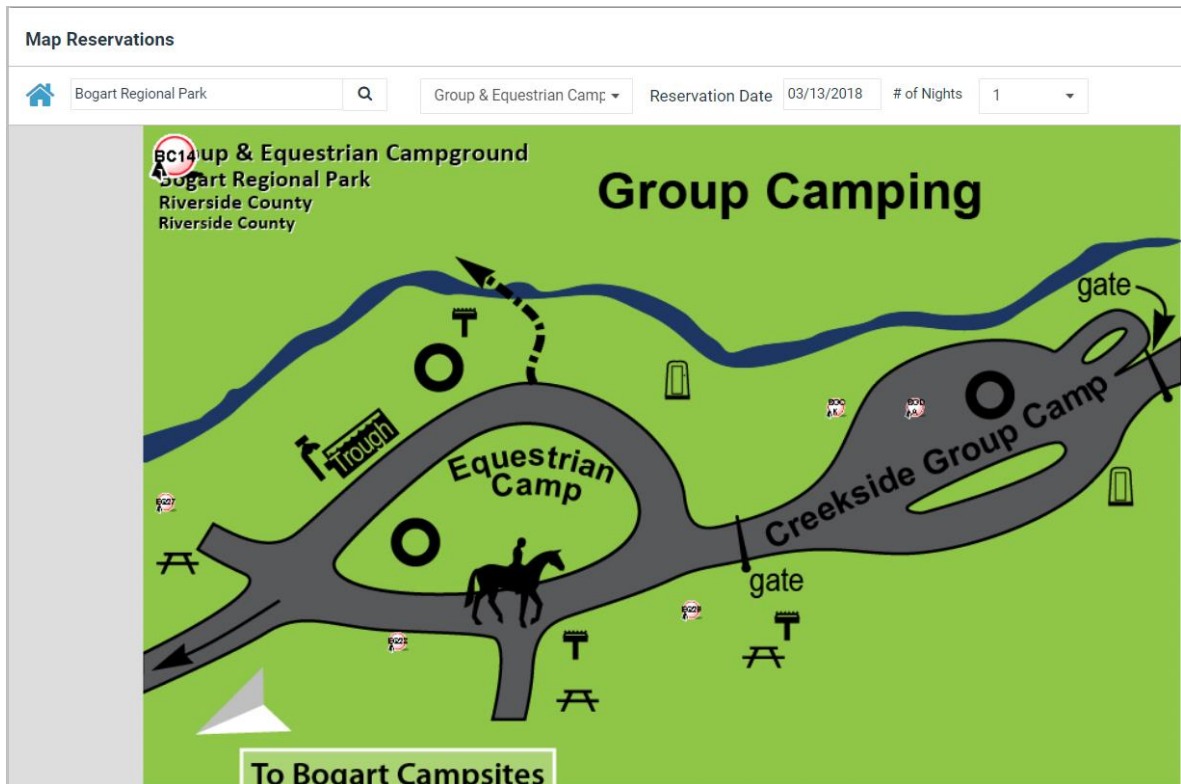 Map Reservations
Bogart Regional Park
Group & Equestrian Camp
Reservation Date
03/13/2018
# of Nights
1
BC14
up & Equestrian Campground
Bogart Regional Park
Riverside County
Riverside County
Group Camping
gate
Trough
Equestrian
Camp
Creekside Group Camp
gate
To Bogart Campsites